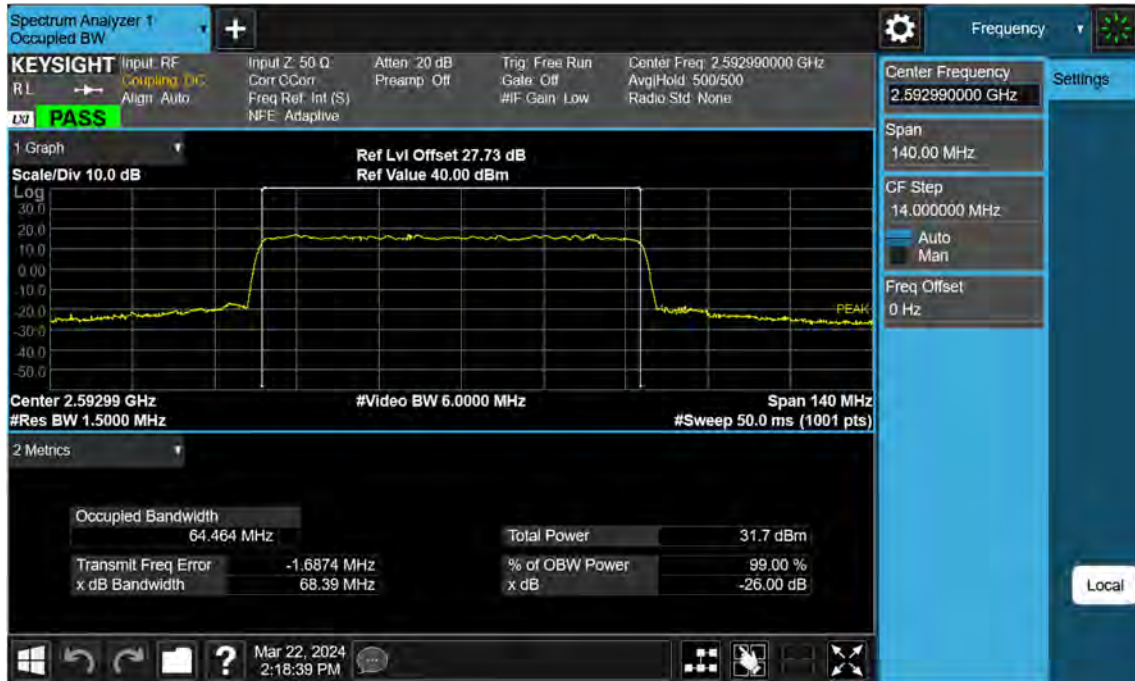 Spectrum Analyzer 1
Occupied BW
+
Frequency
KEYSIGHT
RL
LXI PASS
Input: RF
Coupling: DC
Align: Auto
Input Z: 50 Ω
Corr CCorr
Freq Ref: Int (S)
NFE: Adaptive
Atten: 20 dB
Preamp: Off
Trig: Free Run
Gate: Off
#IF Gain: Low
Center Freq: 2.592990000 GHz
Avg|Hold: 500/500
Radio Std: None
1 Graph
Scale/Div 10.0 dB
Ref Lvl Offset 27.73 dB
Ref Value 40.00 dBm
Log
30.0
20.0
10.0
0.00
-10.0
-20.0
-30.0
-40.0
-50.0
PEAK
Center 2.59299 GHz
#Video BW 6.0000 MHz
Span 140 MHz
#Res BW 1.5000 MHz
#Sweep 50.0 ms (1001 pts)
2 Metrics
Occupied Bandwidth
64.464 MHz
Total Power 31.7 dBm
Transmit Freq Error -1.6874 MHz
% of OBW Power 99.00 %
x dB Bandwidth 68.39 MHz
x dB -26.00 dB
?
Mar 22, 2024
2:18:39 PM
Center Frequency
2.592990000 GHz
Settings
Span
140.00 MHz
CF Step
14.000000 MHz
Auto
Man
Freq Offset
0 Hz
Local